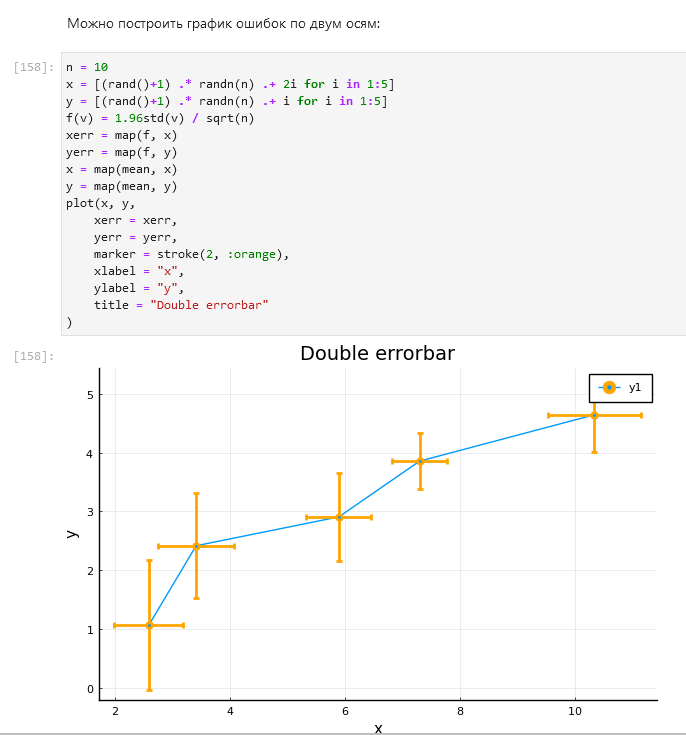 Можно построить график ошибок по двум осям:
[158]:
n = 10
x = [(rand()+1) .* randn(n) .+ 2i for i in 1:5]
y = [(rand()+1) .* randn(n) .+ i for i in 1:5]
f(v) = 1.96std(v) / sqrt(n)
xerr = map(f, x)
yerr = map(f, y)
x = map(mean, x)
y = map(mean, y)
plot(x, y,
    xerr = xerr,
    yerr = yerr,
    marker = stroke(2, :orange),
    xlabel = "x",
    ylabel = "y",
    title = "Double errorbar"
)
[158]:
Double errorbar
y1
5
4
3
2
1
0
y
2 4 6 8 10
x